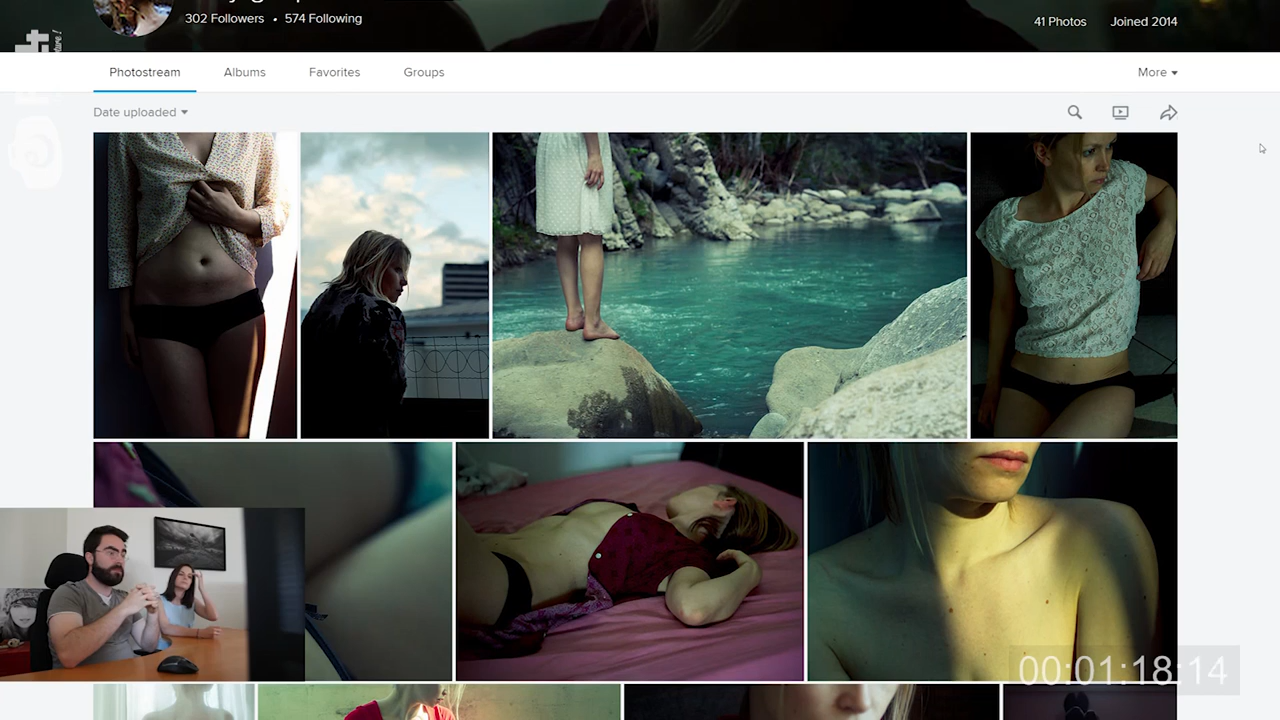 302 Followers • 574 Following
41 Photos Joined 2014
Photostream Albums Favorites Groups More
Date uploaded
00:01:18:14